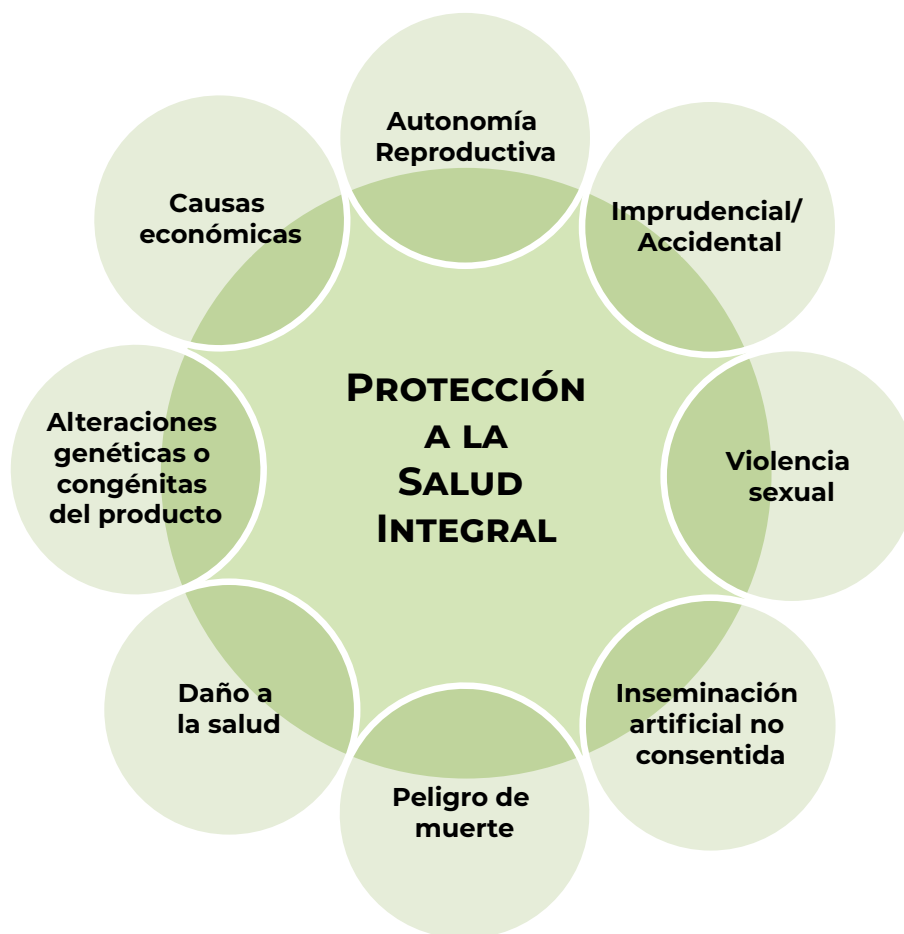 Autonomía
Reproductiva
Imprudencial/
Accidental
Violencia
sexual
Inseminación
artificial no
consentida
Peligro de
muerte
Daño a
la salud
Alteraciones
genéticas o
congénitas
del producto
Causas
económicas
PROTECCIÓN
A LA
SALUD
INTEGRAL